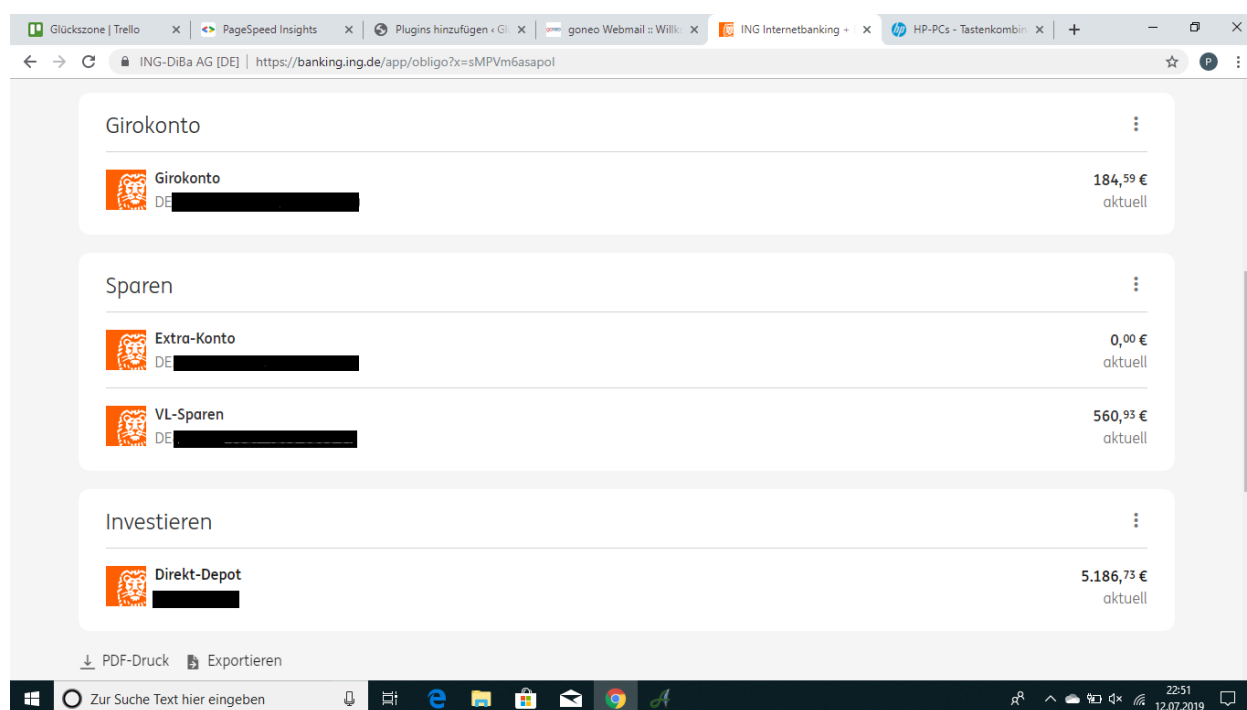 Glückszone | Trello
PageSpeed Insights
Plugins hinzufügen ‹ Gl
goneo Webmail :: Willk
ING Internetbanking +
HP-PCs - Tastenkombin
ING-DiBa AG [DE] | https://banking.ing.de/app/obligo?x=sMPVm6asapol
P
Girokonto
Girokonto 184,59 €
DE aktuell
Sparen
Extra-Konto 0,00 €
DE aktuell
VL-Sparen 560,93 €
DE aktuell
Investieren
Direkt-Depot 5.186,73 €
aktuell
PDF-Druck Exportieren
Zur Suche Text hier eingeben
22:51
12.07.2019